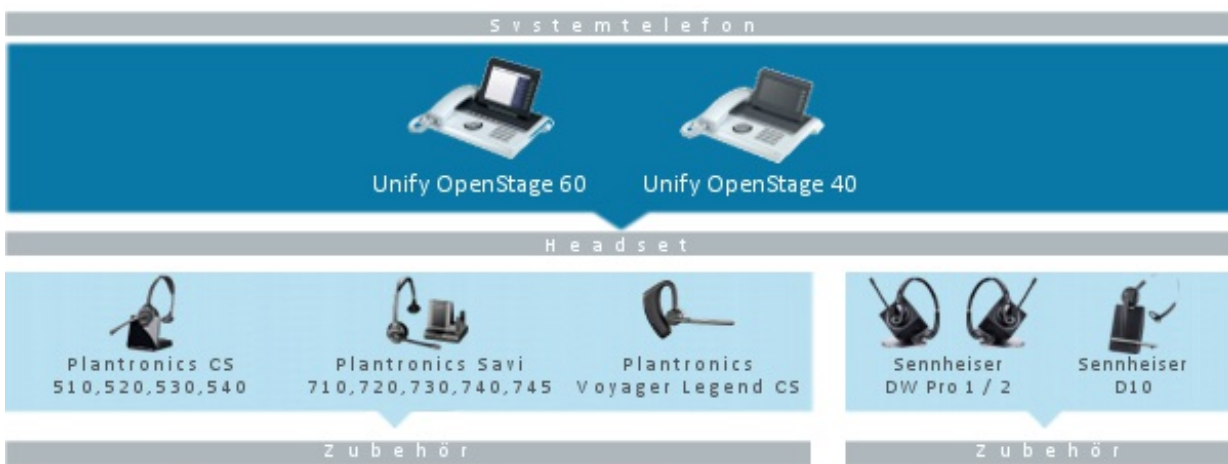 Systemtelefon
Unify OpenStage 60
Unify OpenStage 40
Headset
Plantronics CS
510,520,530,540
Plantronics Savi
710,720,730,740,745
Plantronics
Voyager Legend CS
Sennheiser
DW Pro 1 / 2
Sennheiser
D10
Zubehör
Zubehör